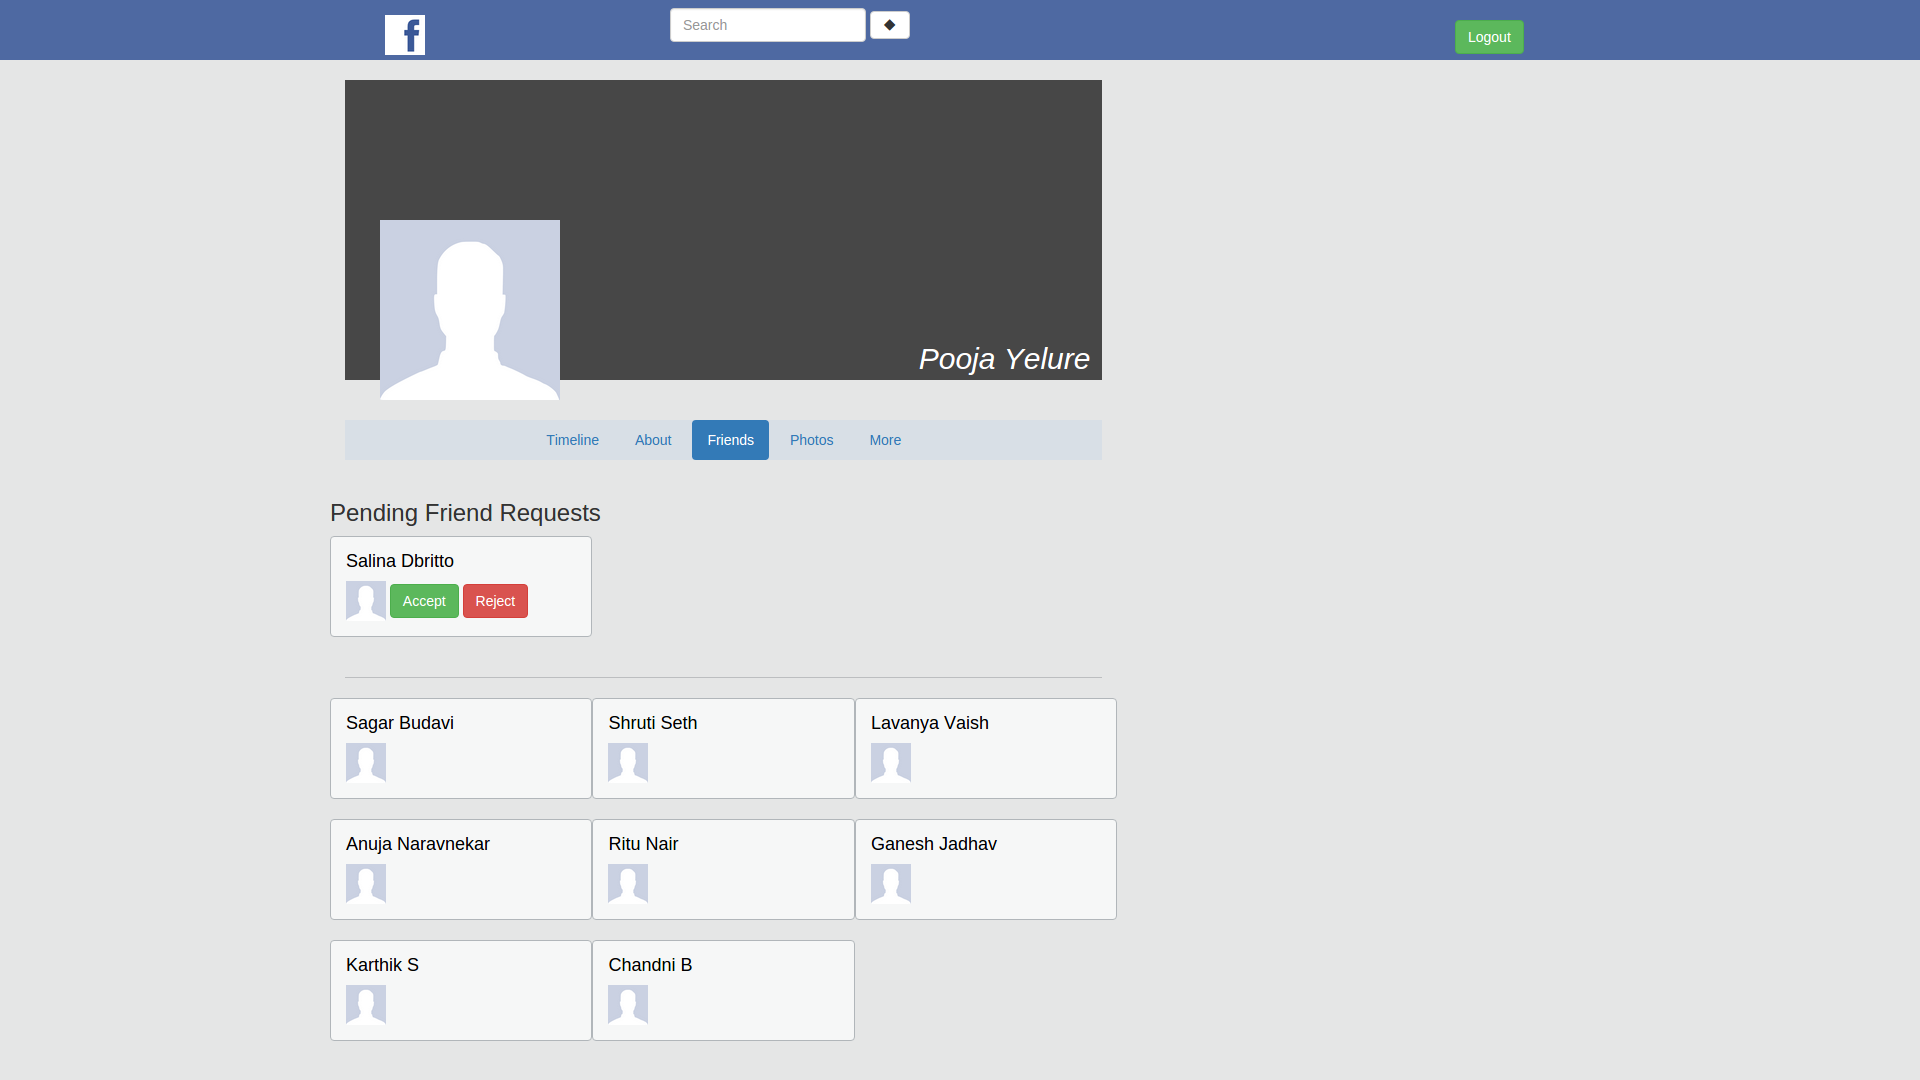 f
Search
Logout
Pooja Yelure
Timeline About Friends Photos More
Pending Friend Requests
Salina Dbritto
Accept Reject
Sagar Budavi Shruti Seth Lavanya Vaish
Anuja Naravnekar Ritu Nair Ganesh Jadhav
Karthik S Chandni B